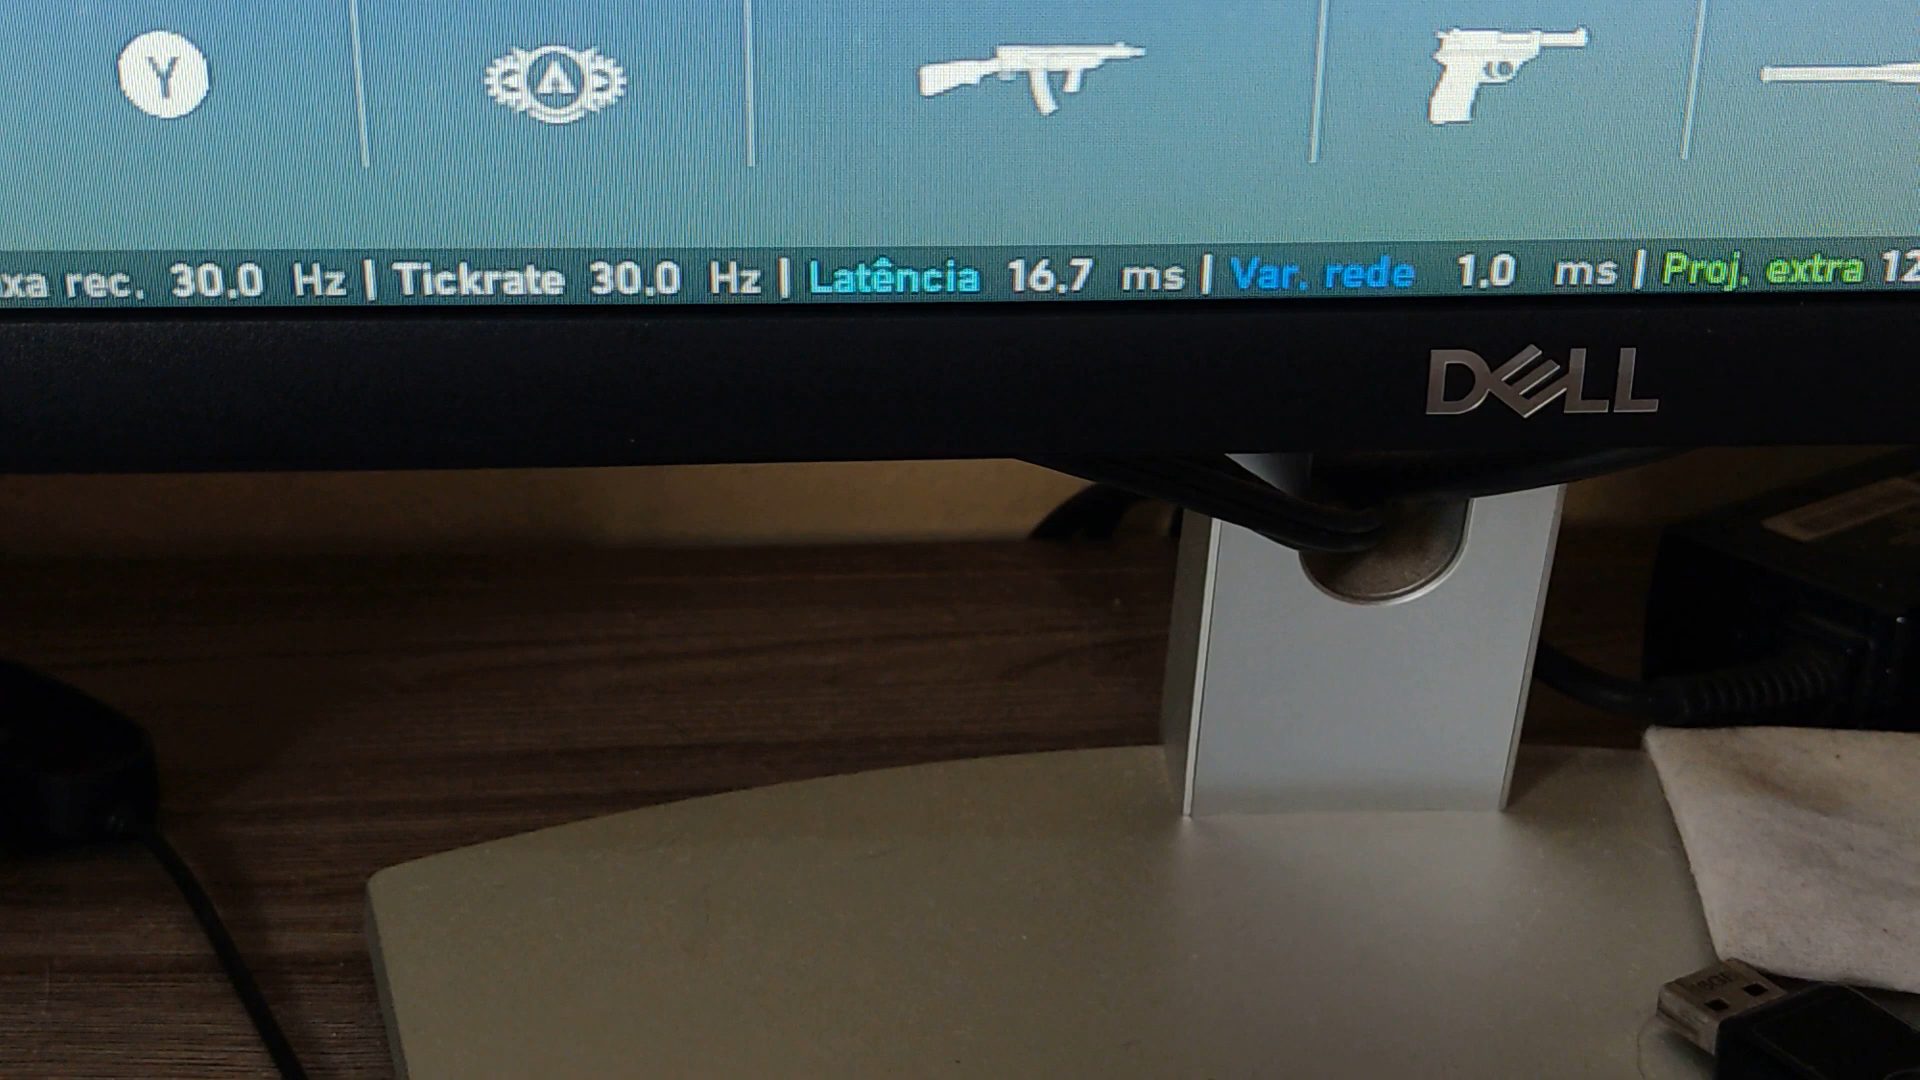 Y
A
rec. 30.0 Hz | Tickrate 30.0 Hz | Latência 16.7 ms | Var. rede 1.0 ms | Proj. extra 12
DELL